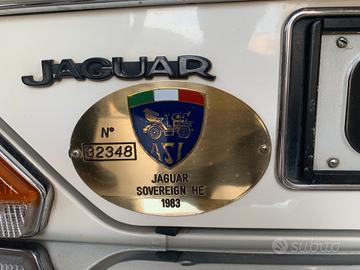 JAGUAR
N°
32348
ASI
JAGUAR
SOVEREIGN HE
1983
subito